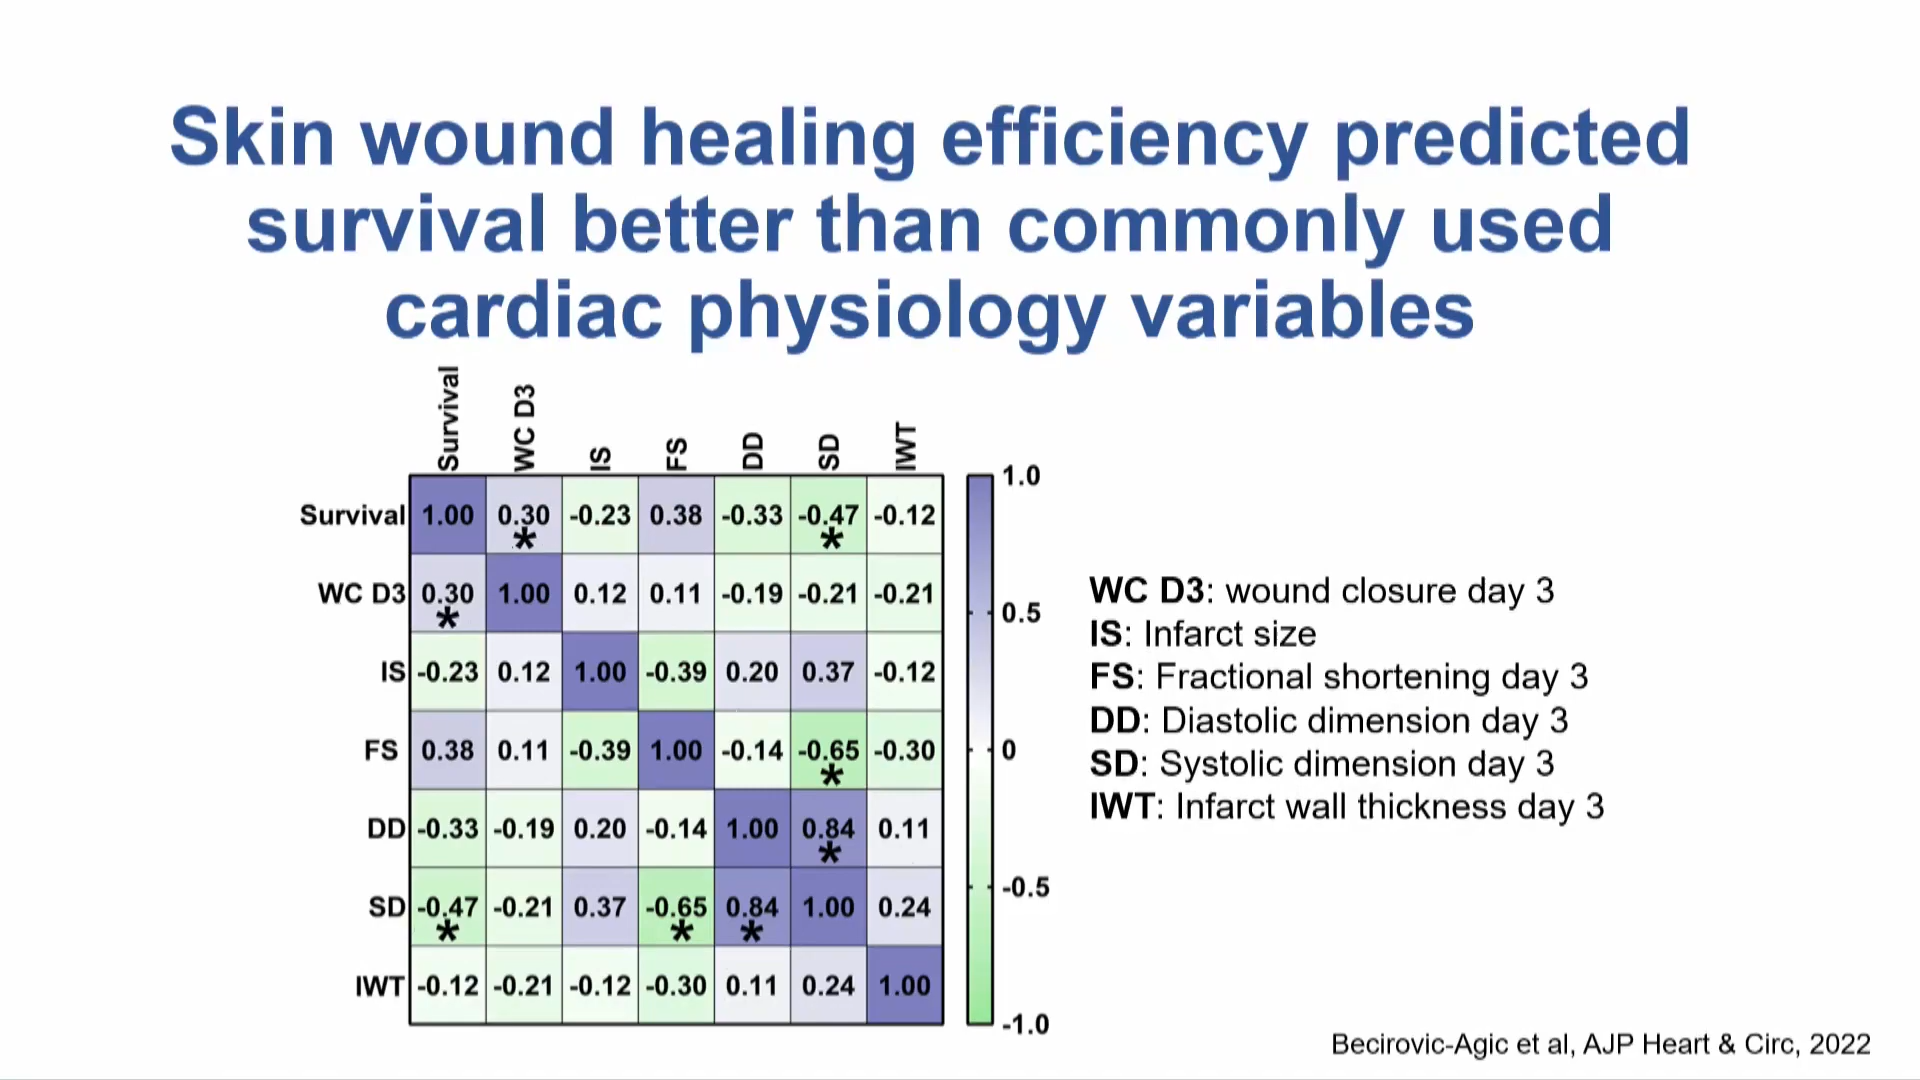 Skin wound healing efficiency predicted
survival better than commonly used
cardiac physiology variables
Survival WC D3 IS FS DD SD IWT
Survival 1.00 0.30 -0.23 0.38 -0.33 -0.47 -0.12
* *
WC D3 0.30 1.00 0.12 0.11 -0.19 -0.21 -0.21
*
IS -0.23 0.12 1.00 -0.39 0.20 0.37 -0.12
FS 0.38 0.11 -0.39 1.00 -0.14 -0.65 -0.30
*
DD -0.33 -0.19 0.20 -0.14 1.00 0.84 0.11
*
SD -0.47 -0.21 0.37 -0.65 0.84 1.00 0.24
* * *
IWT -0.12 -0.21 -0.12 -0.30 0.11 0.24 1.00
1.0
0.5
0
-0.5
-1.0
WC D3: wound closure day 3
IS: Infarct size
FS: Fractional shortening day 3
DD: Diastolic dimension day 3
SD: Systolic dimension day 3
IWT: Infarct wall thickness day 3
Becirovic-Agic et al, AJP Heart & Circ, 2022